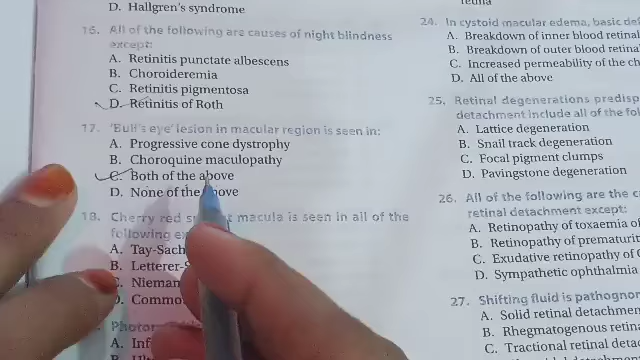 D. Hallgren's syndrome
16. All of the following are causes of night blindness
except:
A. Retinitis punctate albescens
B. Choroideremia
C. Retinitis pigmentosa
D. Retinitis of Roth
17. 'Bull's eye' lesion in macular region is seen in:
A. Progressive cone dystrophy
B. Choroquine maculopathy
C. Both of the above
D. None of the above
18. Cherry red macula is seen in all of the
following
A. Tay-Sach
B. Letterer-S
C. Nieman
D. Commo
Photo
A. Inf
retina
24. In cystoid macular edema, basic de
A. Breakdown of inner blood retinal
B. Breakdown of outer blood retinal
C. Increased permeability of the ch
D. All of the above
25. Retinal degenerations predisp
detachment include all of the fo
A. Lattice degeneration
B. Snail track degeneration
C. Focal pigment clumps
D. Pavingstone degeneration
26. All of the following are the c
retinal detachment except:
A. Retinopathy of toxaemia o
B. Retinopathy of prematurit
C. Exudative retinopathy of
D. Sympathetic ophthalmia
27. Shifting fluid is pathognor
A. Solid retinal detachmer
B. Rhegmatogenous retina
C. Tractional retinal deta